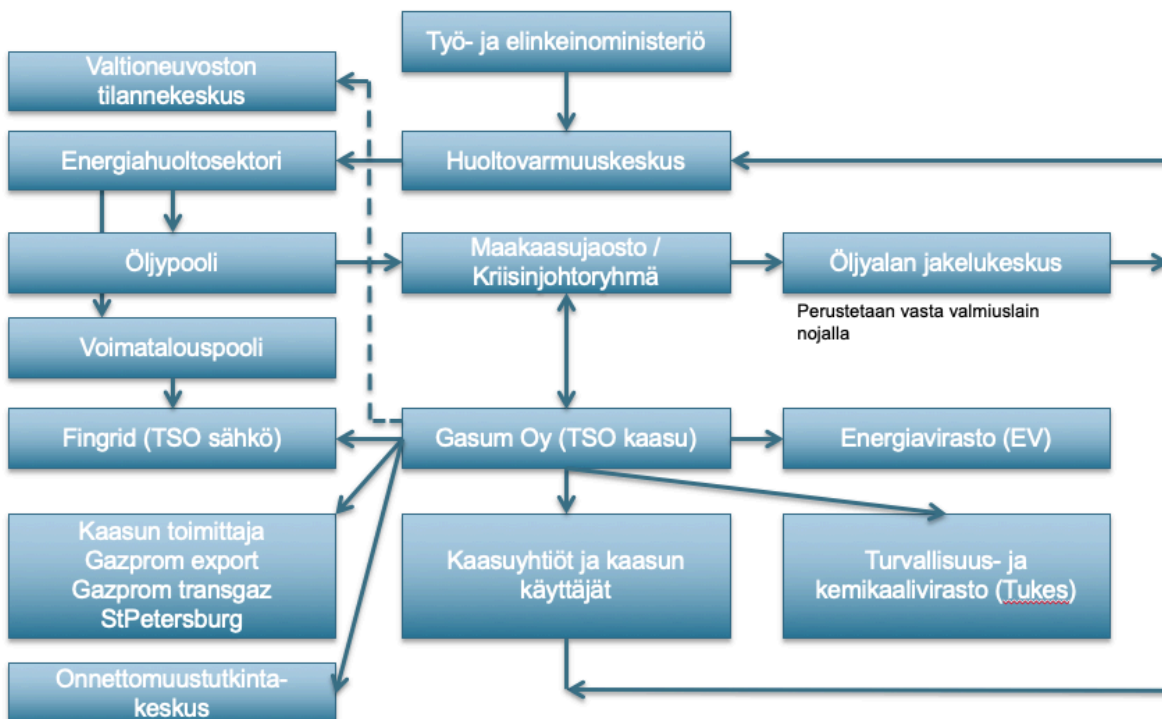 Työ- ja elinkeinoministeriö
Valtioneuvoston
tilannekeskus
Energiahuoltosektori
Huoltovarmuuskeskus
Öljypooli
Maakaasujaosto /
Kriisinjohtoryhmä
Öljyalan jakelukeskus
Perustetaan vasta valmiuslain
nojalla
Voimatalouspooli
Fingrid (TSO sähkö)
Gasum Oy (TSO kaasu)
Energiavirasto (EV)
Kaasun toimittaja
Gazprom export
Gazprom transgaz
StPetersburg
Kaasuyhtiöt ja kaasun
käyttäjät
Turvallisuus- ja
kemikaalivirasto (Tukes)
Onnettomuustutkinta-
keskus